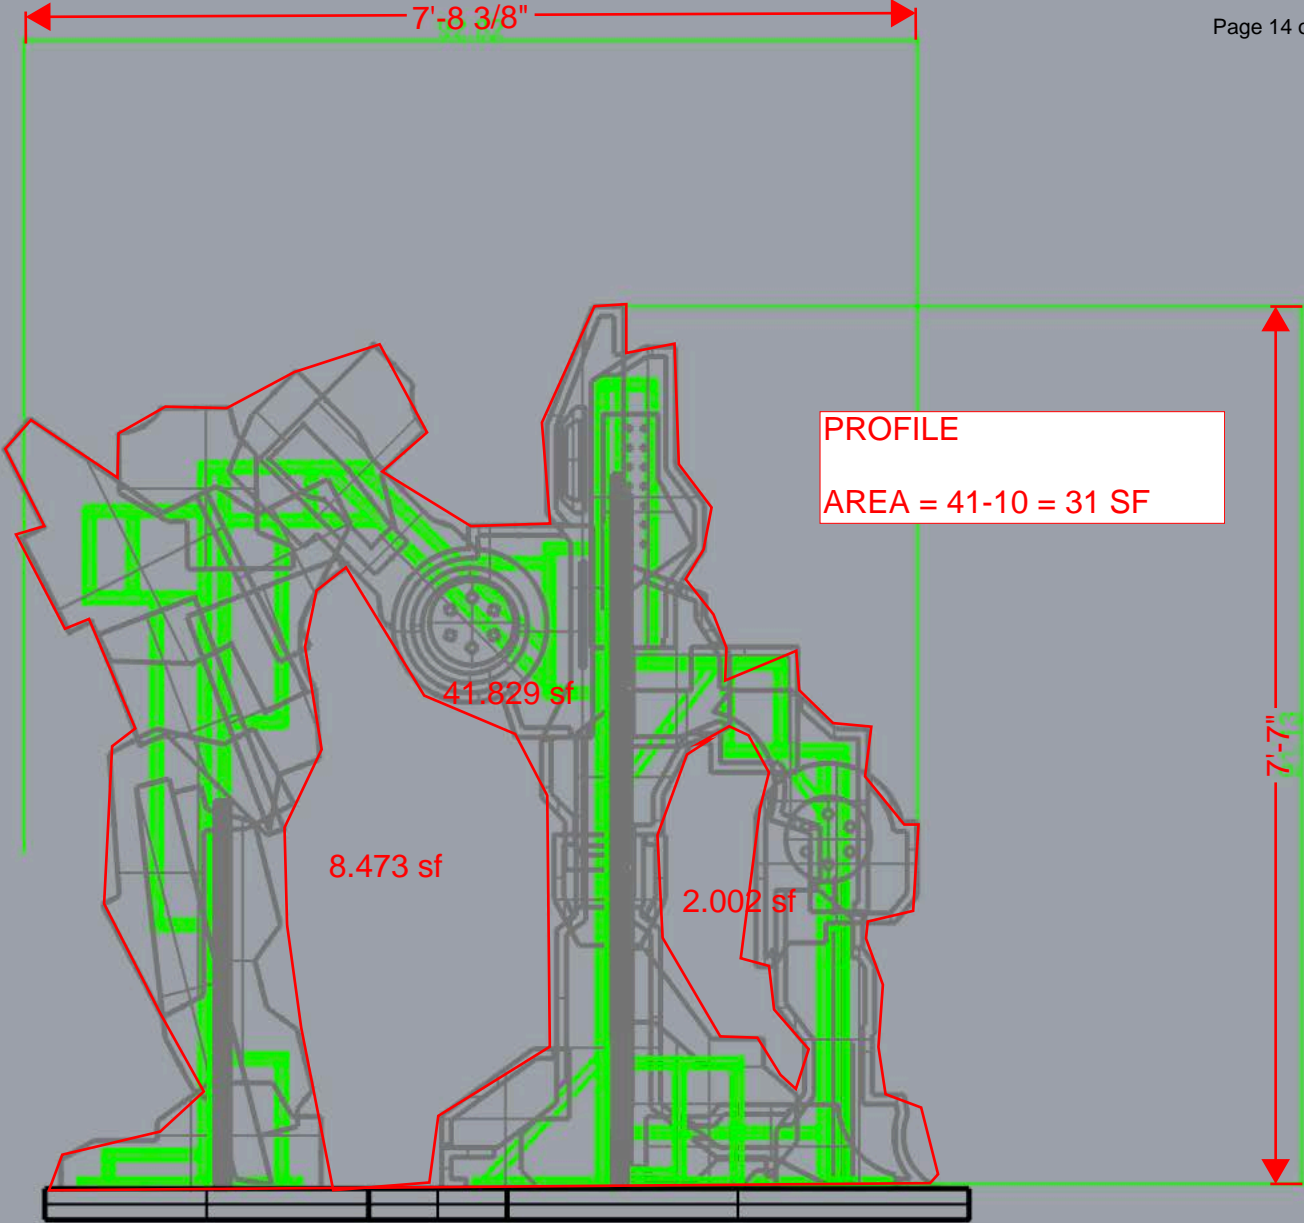 7'-8 3/8"
Page 14 o
PROFILE
AREA = 41-10 = 31 SF
41.829 sf
7'-7"
8.473 sf
2.002 sf